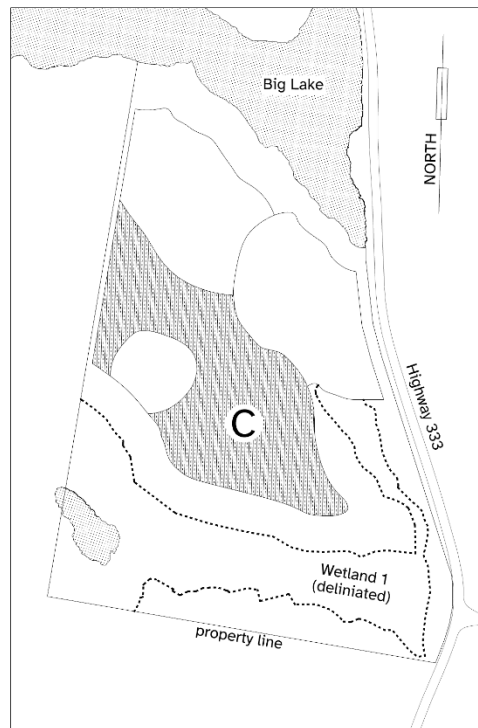 Big Lake
NORTH
Highway 333
C
Wetland 1
(deliniated)
property line